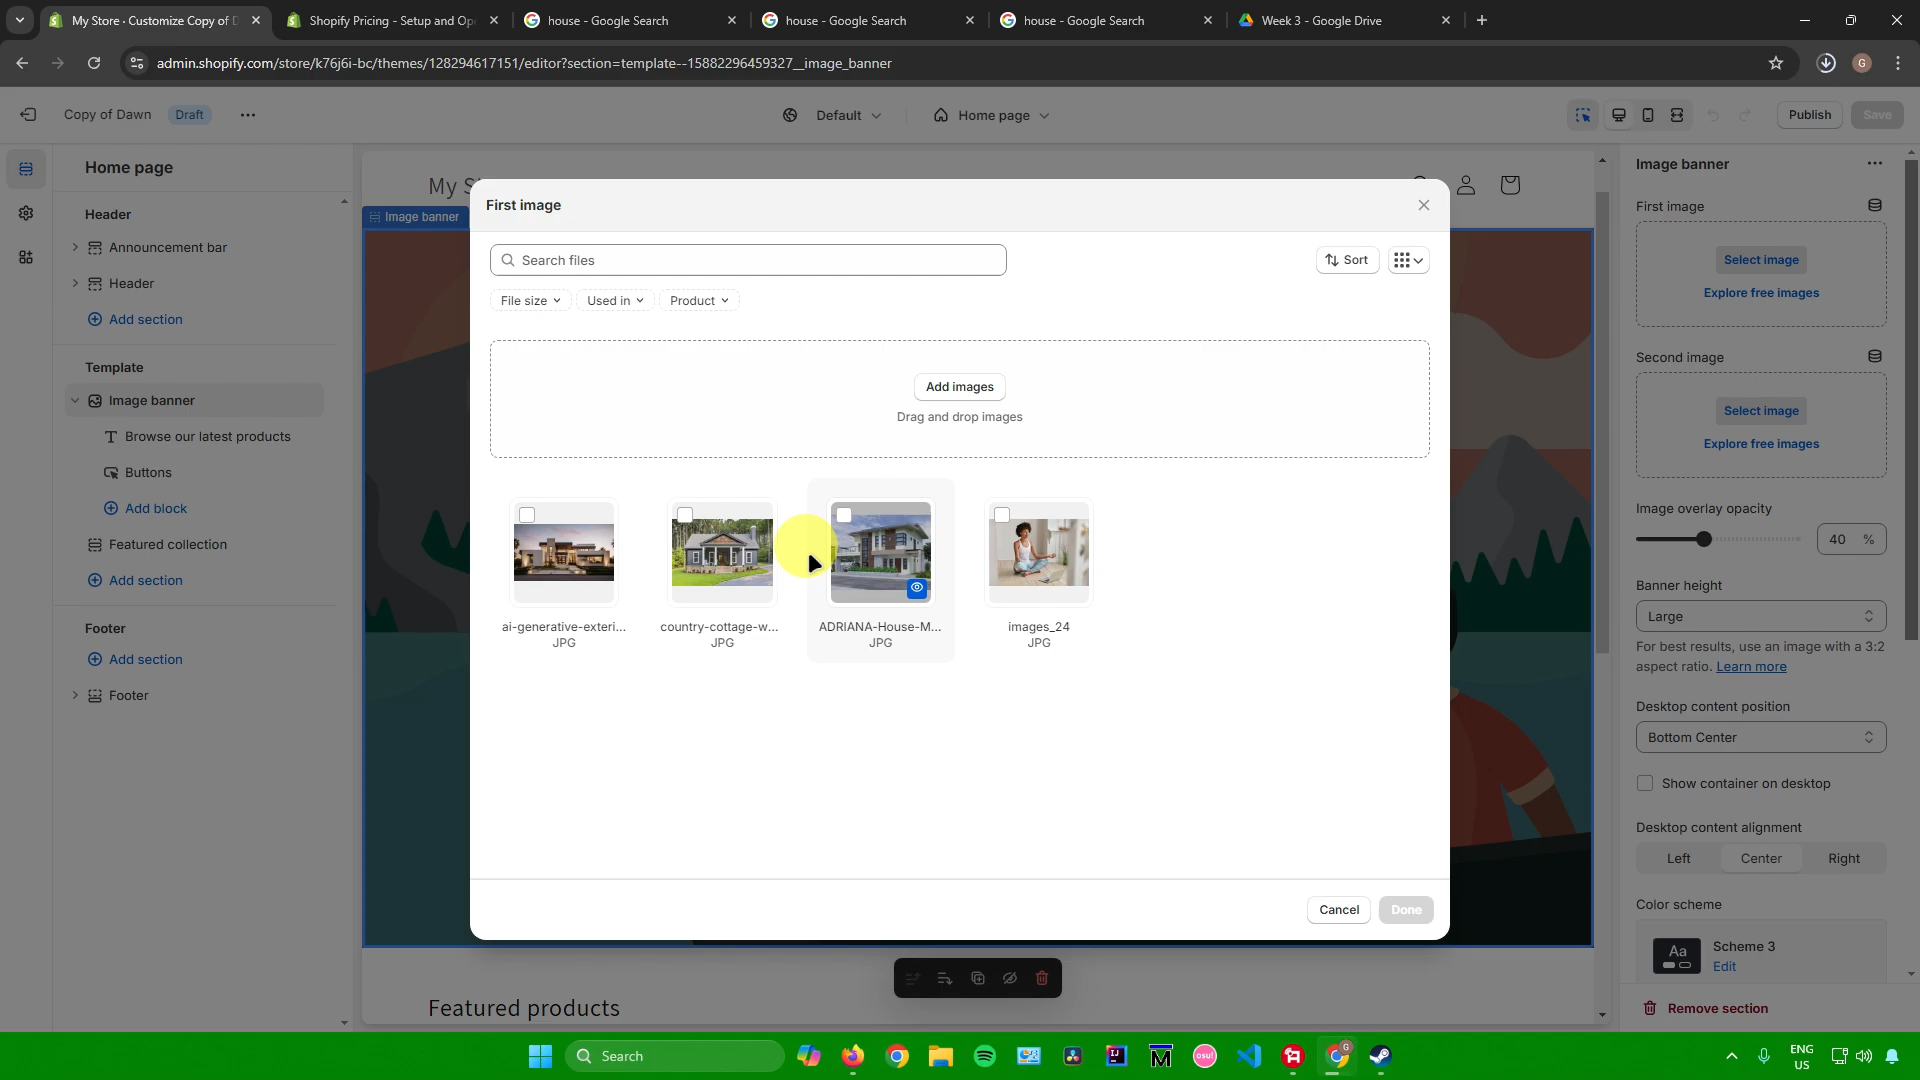 My Store · Customize Copy of D
Shopify Pricing - Setup and Op
house - Google Search
house - Google Search
house - Google Search
Week 3 - Google Drive
admin.shopify.com/store/k76j6i-bc/themes/128294617151/editor?section=template--15882296459327__image_banner
G
Copy of Dawn
Draft
Default
Home page
Publish
Save
Home page
Header
Announcement bar
Header
Add section
Template
Image banner
Browse our latest products
Buttons
Add block
Featured collection
Add section
Footer
Add section
Footer
My S
Image banner
First image
Search files
Sort
File size
Used in
Product
Add images
Drag and drop images
ai-generative-exteri...
JPG
country-cottage-w...
JPG
ADRIANA-House-M...
JPG
images_24
JPG
Cancel
Done
Featured products
Image banner
First image
Select image
Explore free images
Second image
Select image
Explore free images
Image overlay opacity
40 %
Banner height
Large
For best results, use an image with a 3:2
aspect ratio. Learn more
Desktop content position
Bottom Center
Show container on desktop
Desktop content alignment
Left
Center
Right
Color scheme
Aa
Scheme 3
Edit
Remove section
Search
osu!
G
ENG
US